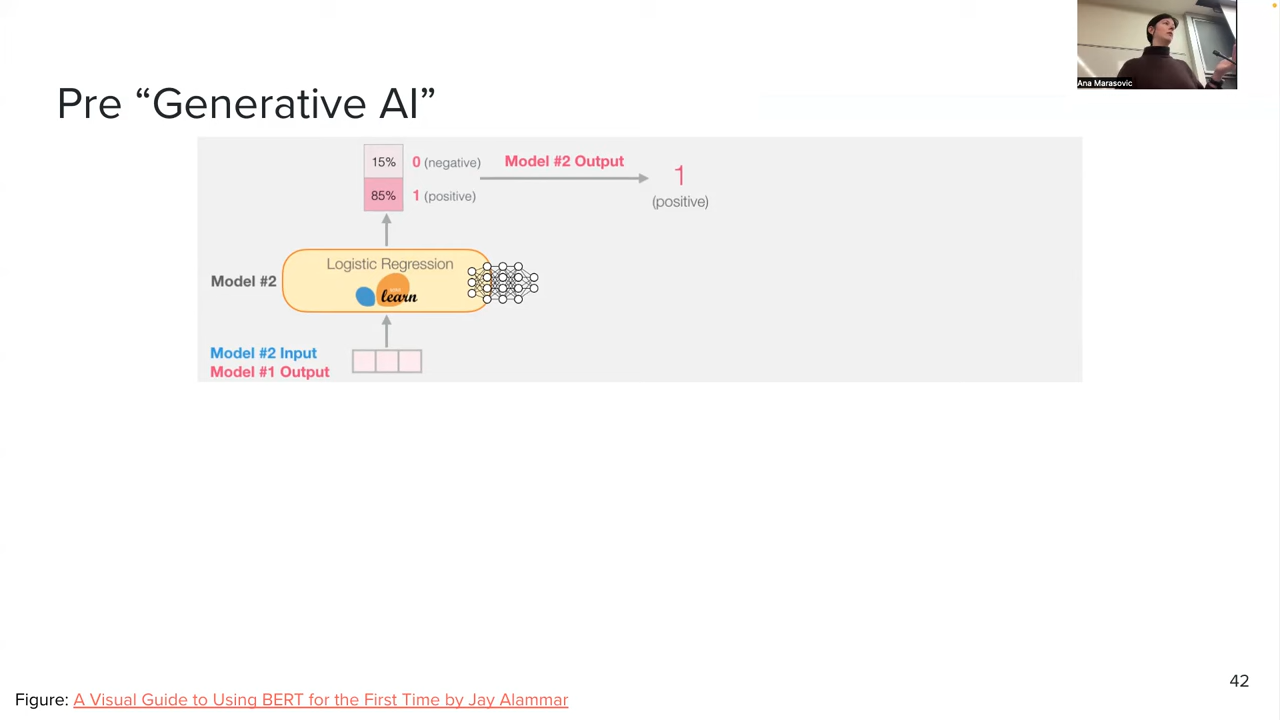 Ana Marasovic
Pre “Generative AI”
15% 0 (negative) Model #2 Output 1
85% 1 (positive) (positive)
Logistic Regression
Model #2
learn
Model #2 Input
Model #1 Output
42
Figure: A Visual Guide to Using BERT for the First Time by Jay Alammar